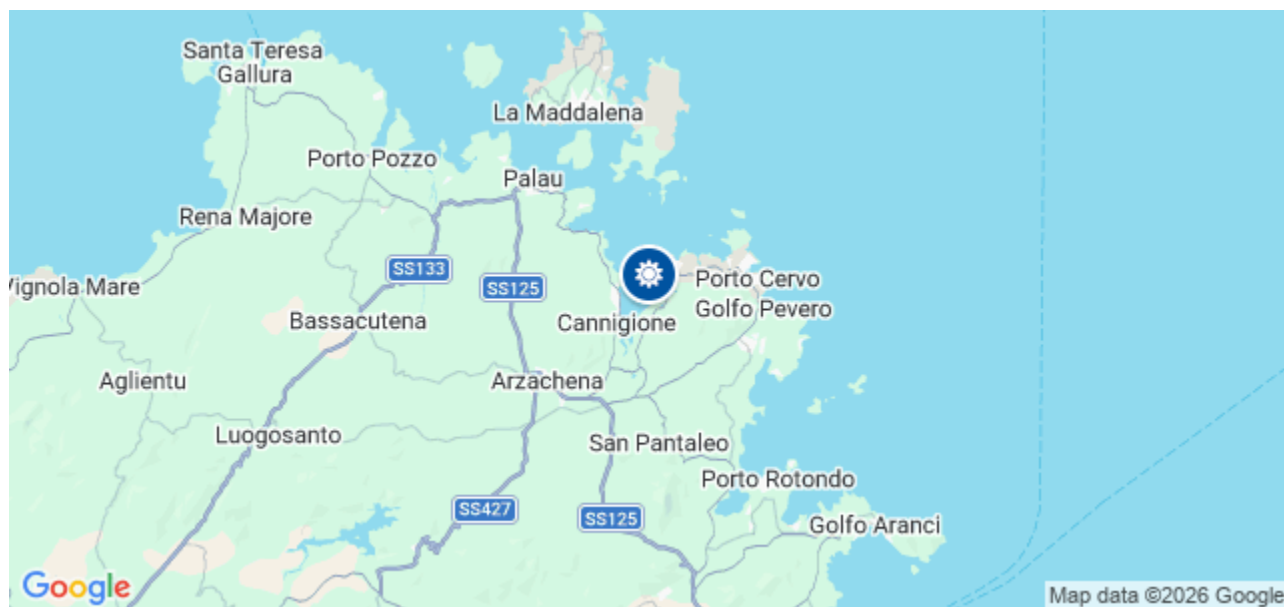 Santa Teresa
Gallura
La Maddalena
Porto Pozzo
Palau
Rena Majore
SS133
SS125
Porto Cervo
Vignola Mare
Golfo Pevero
Bassacutena
Cannigione
Aglientu
Arzachena
Luogosanto
San Pantaleo
Porto Rotondo
SS427
SS125
Golfo Aranci
Google
Map data ©2026 Google